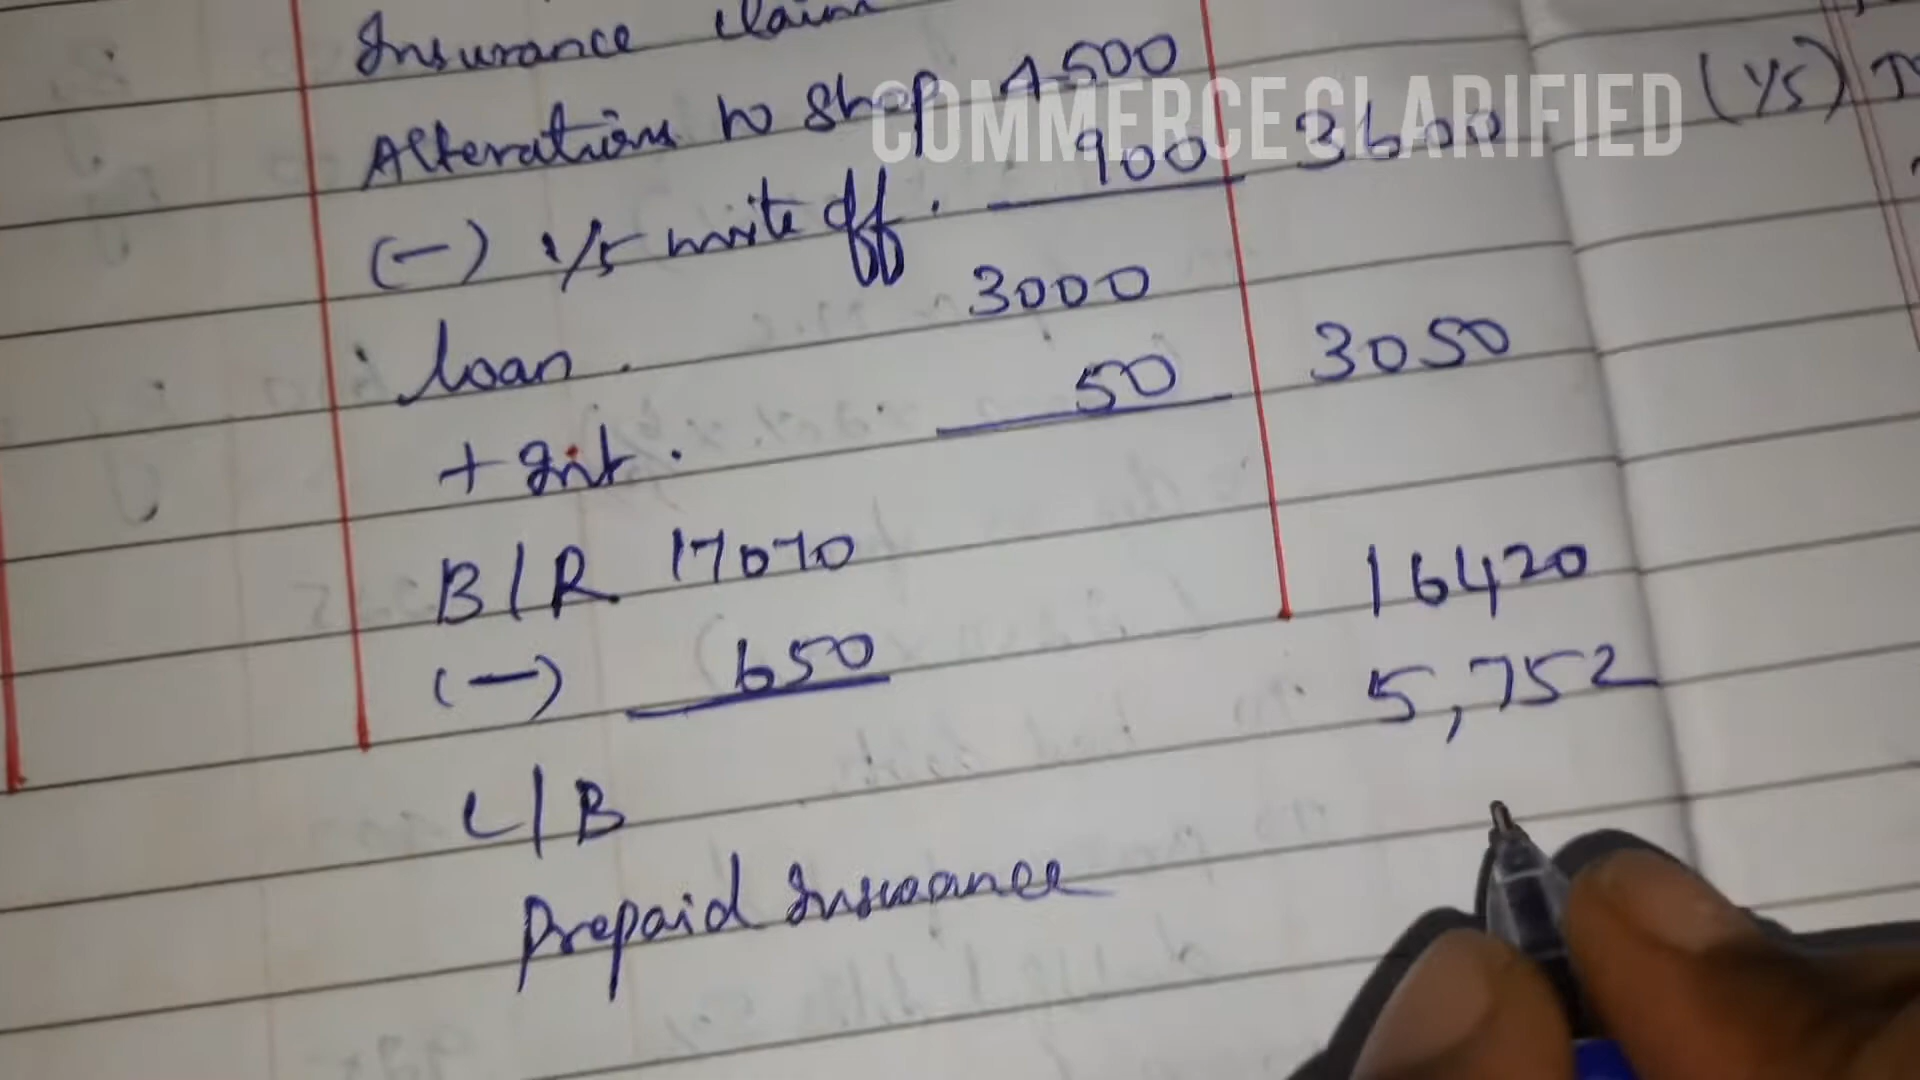 Insurance claim
Alterations to Shop 4500
(-) 1/5 write off. 900 3600 (1/5)
loan. 3000
+ Int. 50 3050
B/R 17070 16420
(-) 650
C/B 5,752
Prepaid Insurance
COMMERCE CLARIFIED